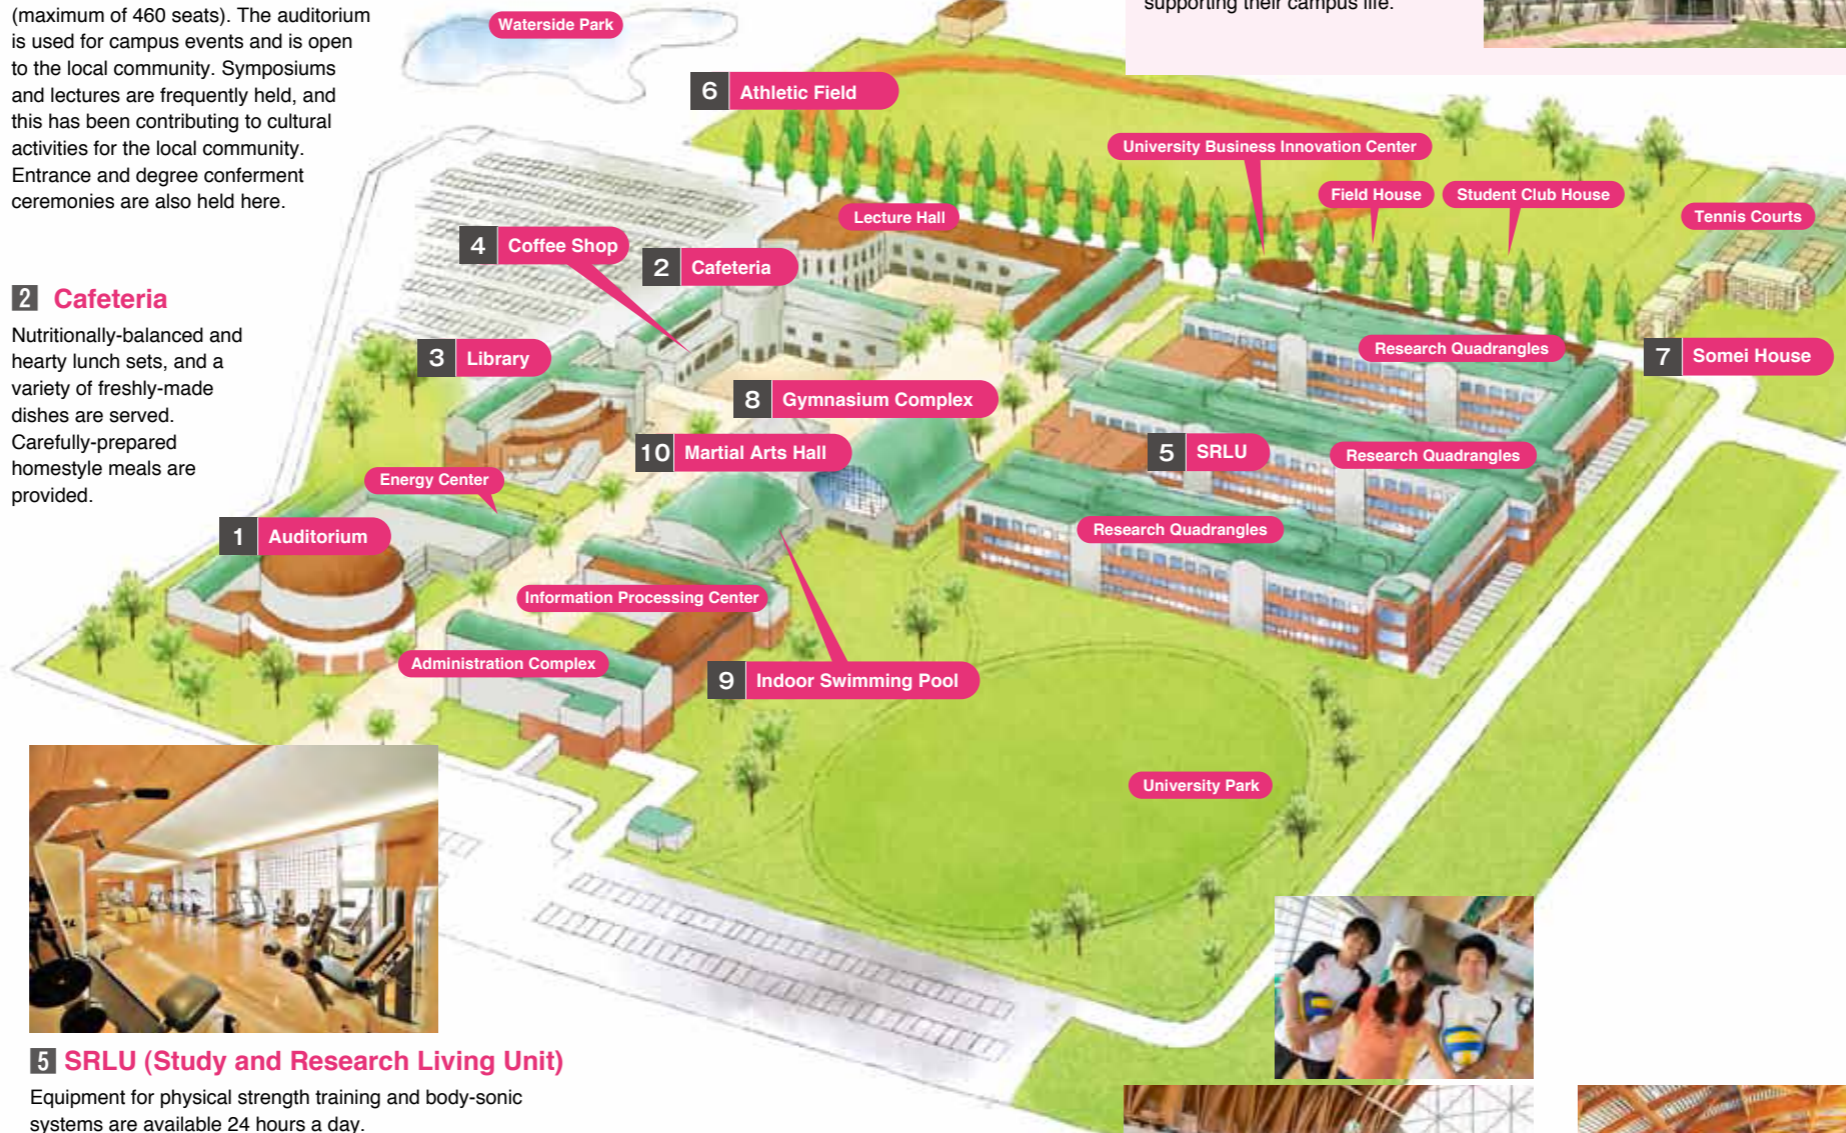 (maximum of 460 seats). The auditorium
is used for campus events and is open
to the local community. Symposiums
and lectures are frequently held, and
this has been contributing to cultural
activities for the local community.
Entrance and degree conferment
ceremonies are also held here.
2 Cafeteria
Nutritionally-balanced and
hearty lunch sets, and a
variety of freshly-made
dishes are served.
Carefully-prepared
homestyle meals are
provided.
supporting their campus life.
Waterside Park
6 Athletic Field
University Business Innovation Center
Field House
Student Club House
Tennis Courts
Lecture Hall
4 Coffee Shop
2 Cafeteria
3 Library
Research Quadrangles
7 Somei House
8 Gymnasium Complex
10 Martial Arts Hall
5 SRLU
Research Quadrangles
Energy Center
1 Auditorium
Research Quadrangles
Information Processing Center
Administration Complex
9 Indoor Swimming Pool
University Park
5 SRLU (Study and Research Living Unit)
Equipment for physical strength training and body-sonic
systems are available 24 hours a day.